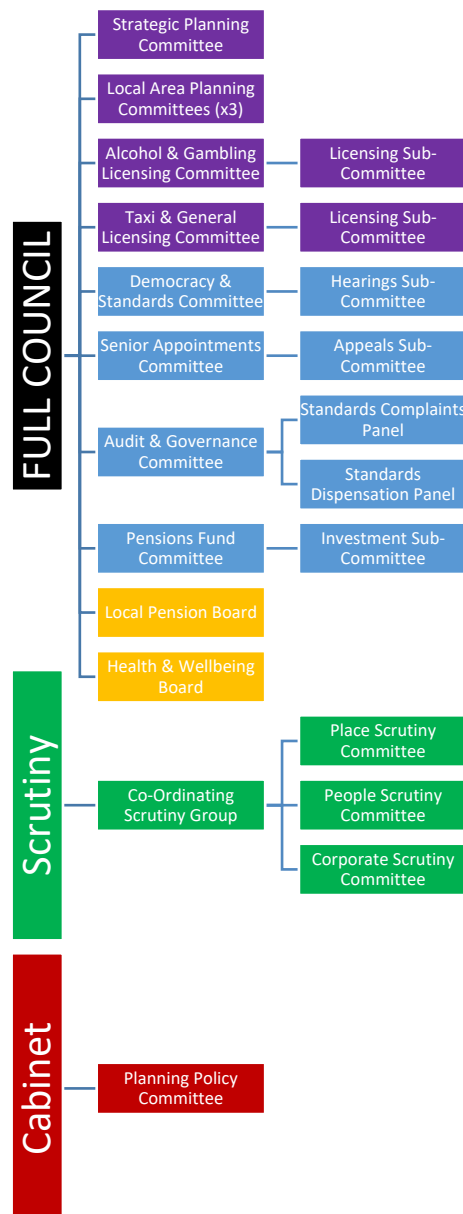 FULL COUNCIL
Strategic Planning
Committee
Local Area Planning
Committees (x3)
Alcohol & Gambling
Licensing Committee
Licensing Sub-
Committee
Taxi & General
Licensing Committee
Licensing Sub-
Committee
Democracy &
Standards Committee
Hearings Sub-
Committee
Senior Appointments
Committee
Appeals Sub-
Committee
Audit & Governance
Committee
Standards Complaints
Panel
Standards
Dispensation Panel
Pensions Fund
Committee
Investment Sub-
Committee
Local Pension Board
Health & Wellbeing
Board
Scrutiny
Co-Ordinating
Scrutiny Group
Place Scrutiny
Committee
People Scrutiny
Committee
Corporate Scrutiny
Committee
Cabinet
Planning Policy
Committee